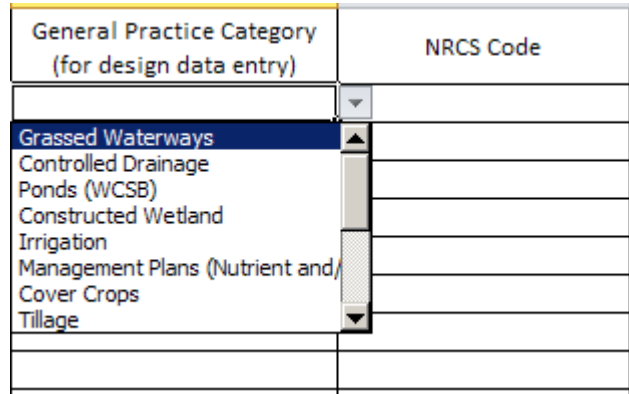 General Practice Category
(for design data entry)
NRCS Code
Grassed Waterways
Controlled Drainage
Ponds (WCSB)
Constructed Wetland
Irrigation
Management Plans (Nutrient and/
Cover Crops
Tillage